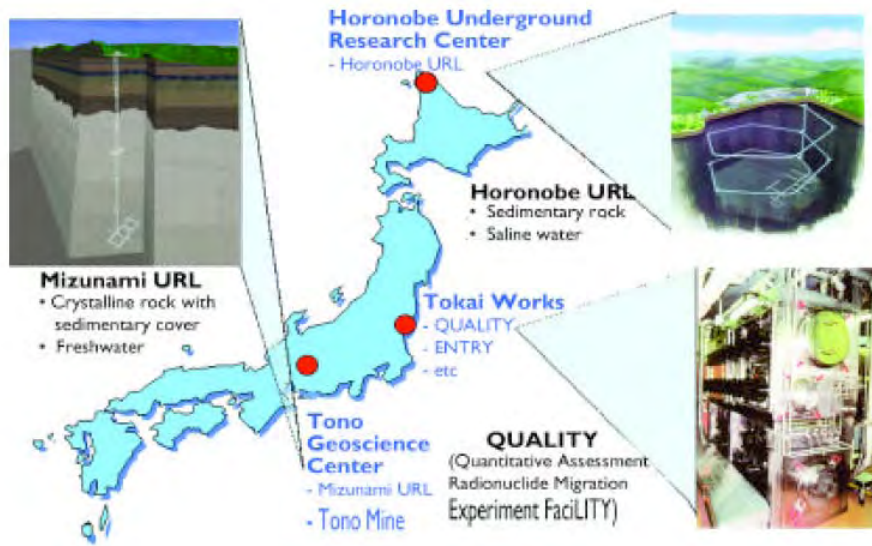 Horonobe Underground
Research Center
- Horonobe URL
Horonobe URL
• Sedimentary rock
• Saline water
Mizunami URL
• Crystalline rock with
sedimentary cover
• Freshwater
Tokai Works
- QUALITY
- ENTRY
- etc
Tono
Geoscience
Center
- Mizunami URL
- Tono Mine
QUALITY
(Quantitative Assessment
Radionuclide Migration
Experiment FaciLITY)